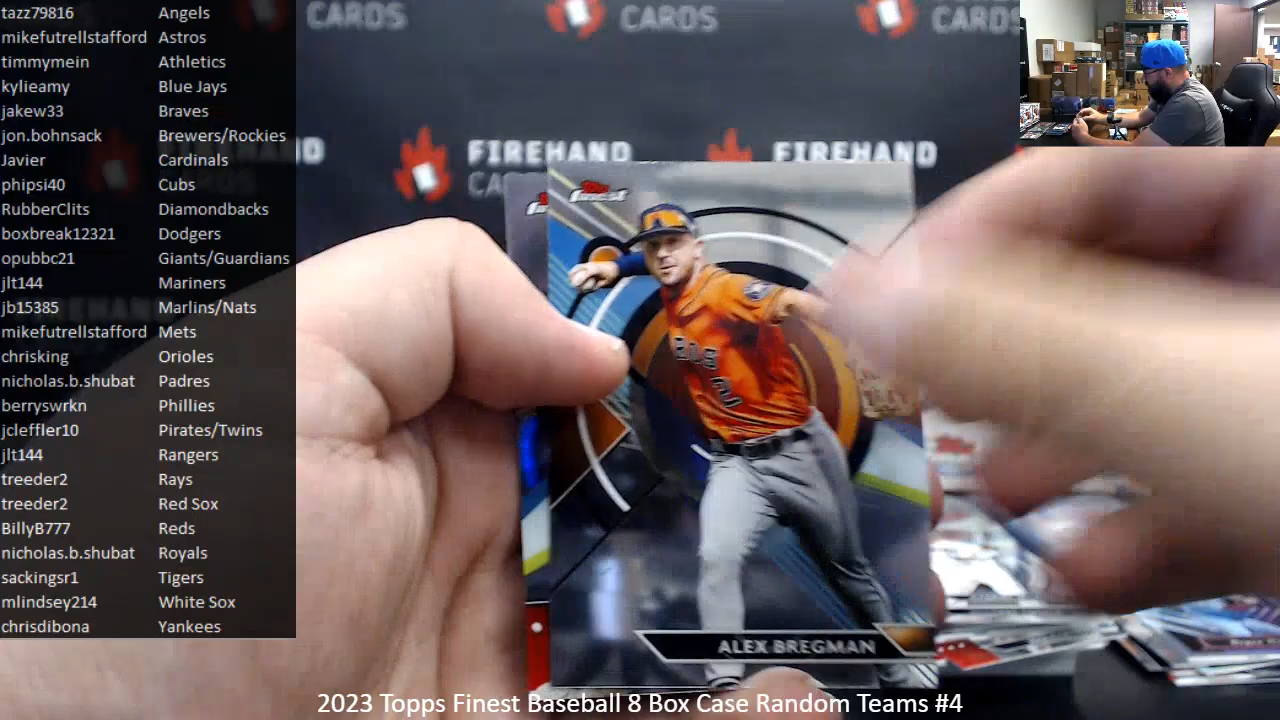 tazz79816 Angels
mikefutrellstafford Astros
timmymein Athletics
kylieamy Blue Jays
jakew33 Braves
jon.bohnsack Brewers/Rockies
Javier Cardinals
phipsi40 Cubs
RubberClits Diamondbacks
boxbreak12321 Dodgers
opubbc21 Giants/Guardians
jlt144 Mariners
jb15385 Marlins/Nats
mikefutrellstafford Mets
chrisking Orioles
nicholas.b.shubat Padres
berryswrkn Phillies
jcleffler10 Pirates/Twins
jlt144 Rangers
treeder2 Rays
treeder2 Red Sox
BillyB777 Reds
nicholas.b.shubat Royals
sackingsr1 Tigers
mlindsey214 White Sox
chrisdibona Yankees
CARDS CARDS CARDS
FIREHAND FIREHAND
Topps
Finest
2
ALEX BREGMAN
2023 Topps Finest Baseball 8 Box Case Random Teams #4